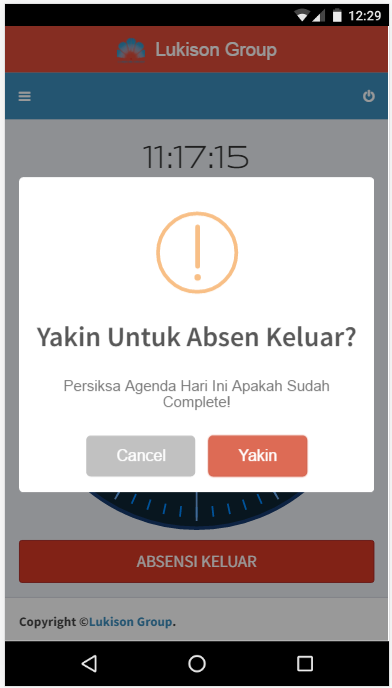 12:29
Lukison Group
11:17:15
Yakin Untuk Absen Keluar?
Persiksa Agenda Hari Ini Apakah Sudah
Complete!
Cancel
Yakin
ABSENSI KELUAR
Copyright ©Lukison Group.